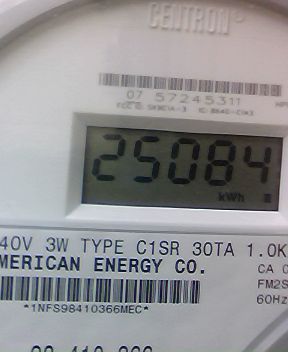 CENTRON®
07 57245311
25084
kWh
40V 3W TYPE C1SR 30TA 1.0K
MERICAN ENERGY CO.
CA 0
FM2S
60Hz
*1NFS98410366MEC*